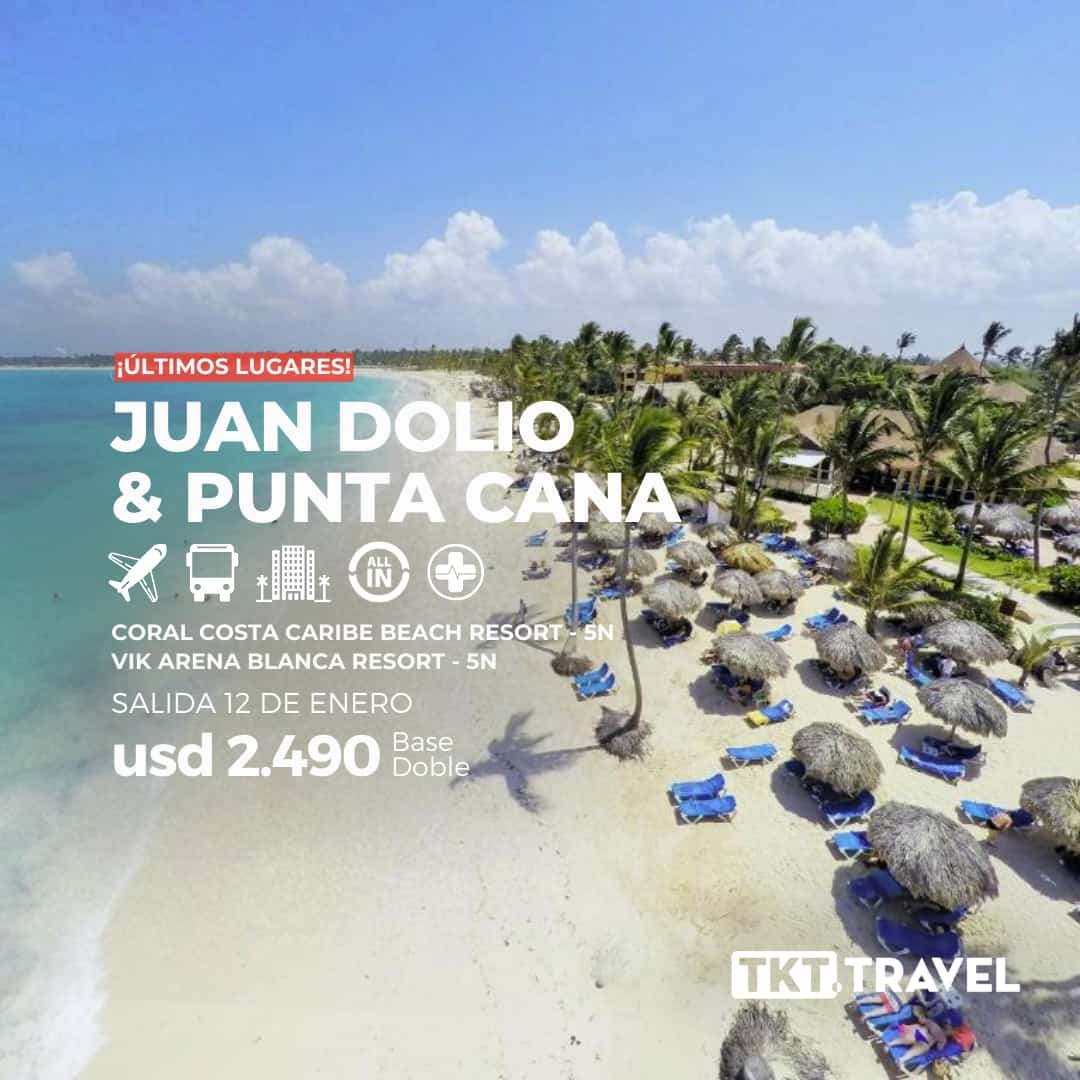 ¡ÚLTIMOS LUGARES!
JUAN DOLIO
& PUNTA CANA
ALL
IN
CORAL COSTA CARIBE BEACH RESORT - 5N
VIK ARENA BLANCA RESORT - 5N
SALIDA 12 DE ENERO
usd 2.490 Base
Doble
TKT.TRAVEL